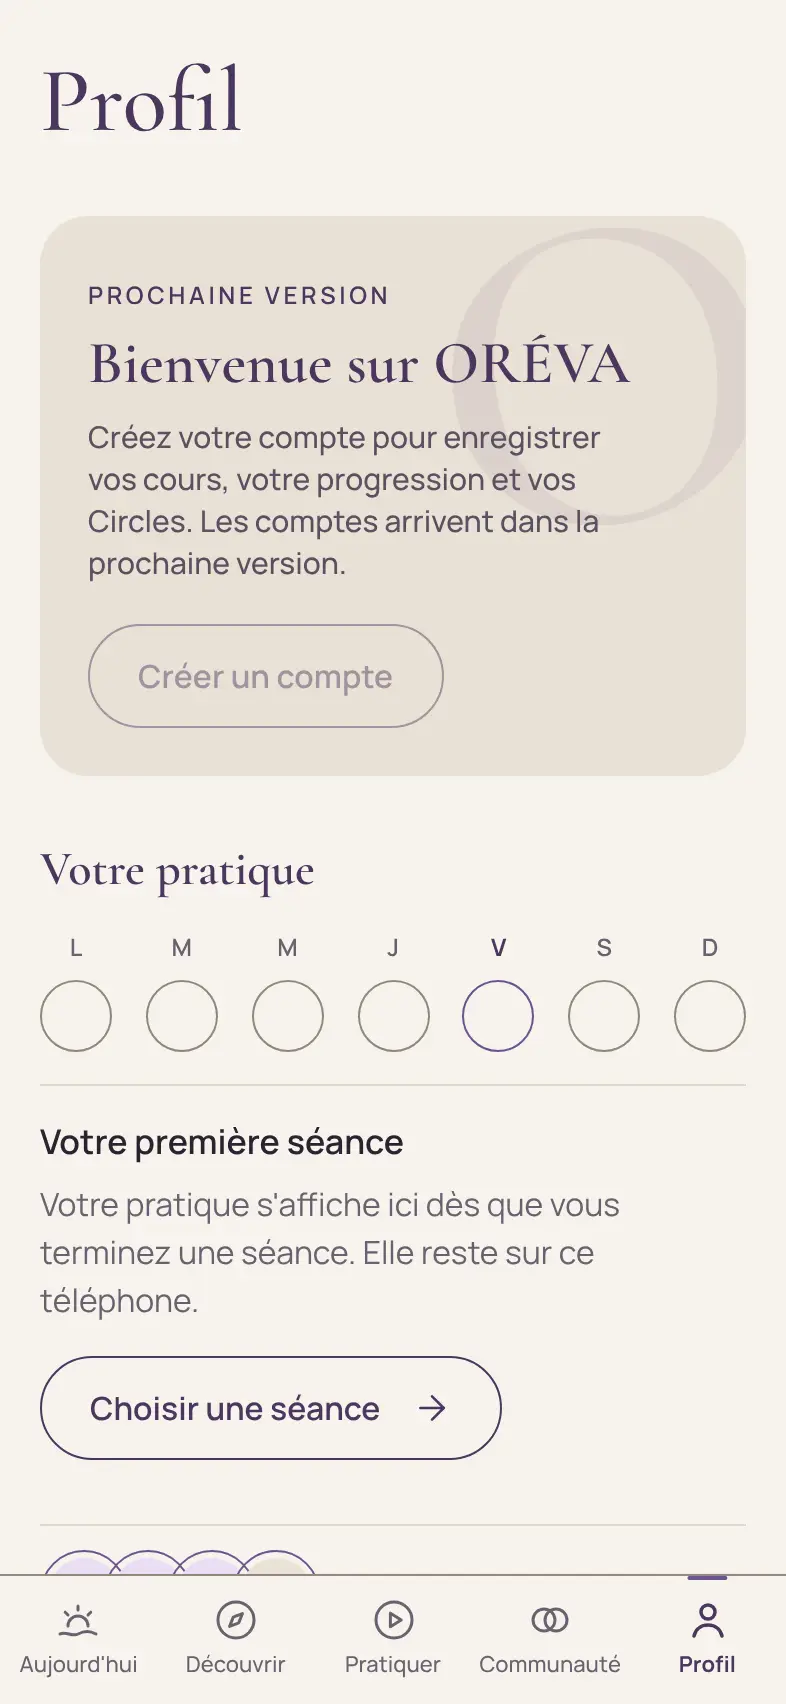 Profil
PROCHAINE VERSION
Bienvenue sur ORÉVA
Créez votre compte pour enregistrer
vos cours, votre progression et vos
Circles. Les comptes arrivent dans la
prochaine version.
Créer un compte
Votre pratique
L M M J V S D
Votre première séance
Votre pratique s'affiche ici dès que vous
terminez une séance. Elle reste sur ce
téléphone.
Choisir une séance
Aujourd'hui Découvrir Pratiquer Communauté Profil